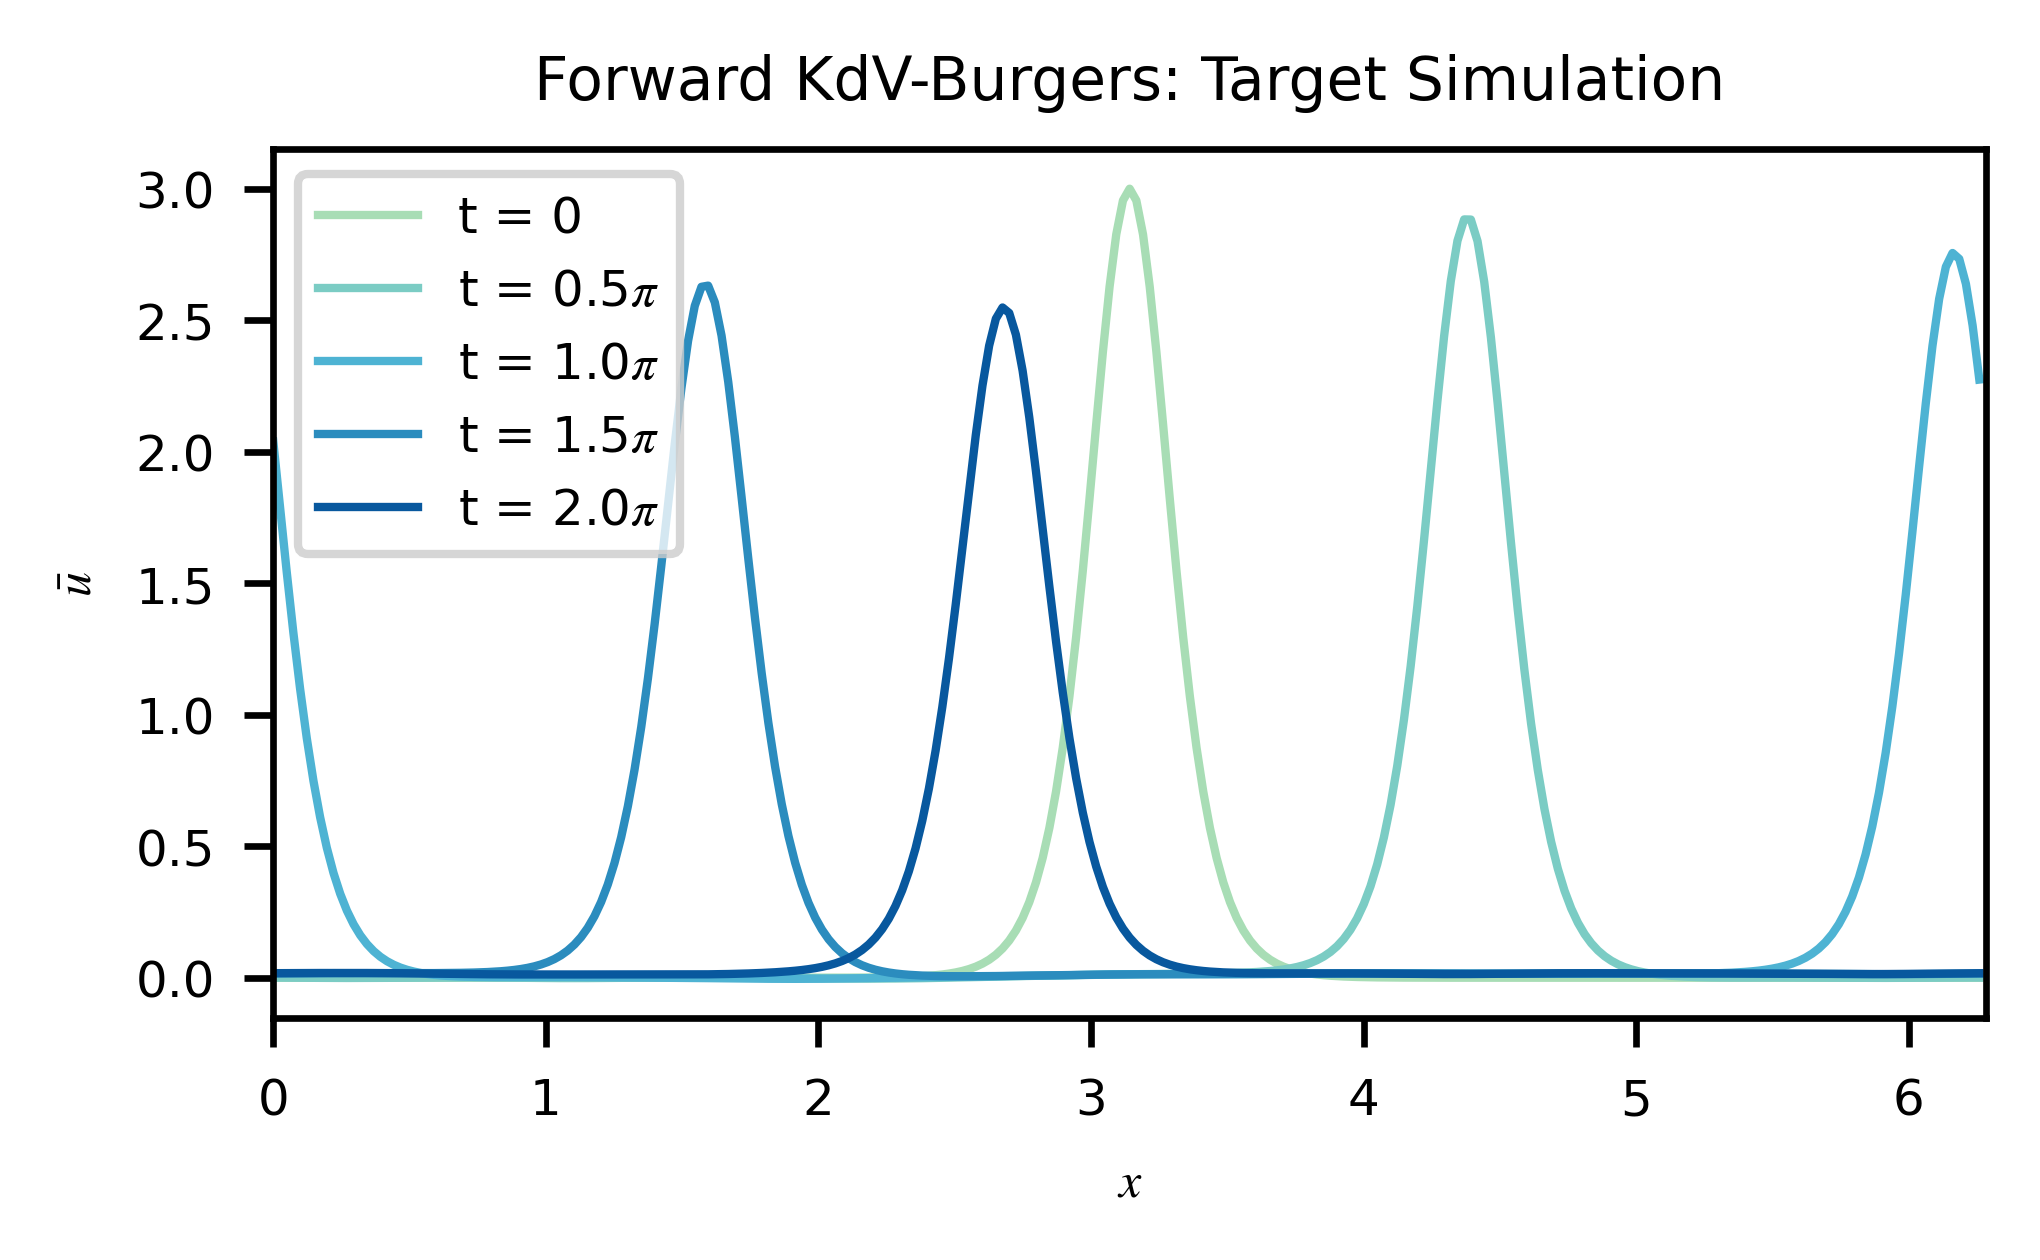 Forward KdV-Burgers: Target Simulation
3.0
2.5
2.0
1.5
1.0
0.5
0.0
ū
t = 0
t = 0.5π
t = 1.0π
t = 1.5π
t = 2.0π
0 1 2 3 4 5 6
x